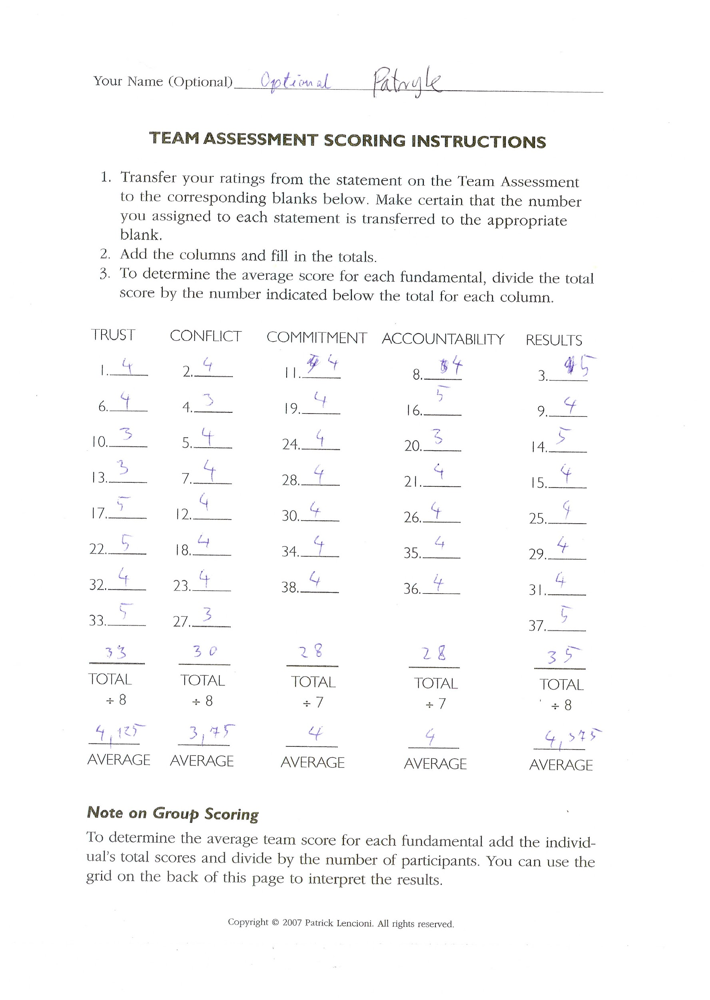 Your Name (Optional) Optional Patryk
TEAM ASSESSMENT SCORING INSTRUCTIONS
1. Transfer your ratings from the statement on the Team Assessment
to the corresponding blanks below. Make certain that the number
you assigned to each statement is transferred to the appropriate
blank.
2. Add the columns and fill in the totals.
3. To determine the average score for each fundamental, divide the total
score by the number indicated below the total for each column.
TRUST CONFLICT COMMITMENT ACCOUNTABILITY RESULTS
1. 4 2. 4 11. 4 8. 4 3. 5
6. 4 4. 3 19. 4 16. 5 9. 4
10. 3 5. 4 24. 4 20. 3 14. 5
13. 3 7. 4 28. 4 21. 4 15. 4
17. 5 12. 4 30. 4 26. 4 25. 4
22. 5 18. 4 34. 4 35. 4 29. 4
32. 4 23. 4 38. 4 36. 4 31. 4
33. 5 27. 3 37. 5
33 30 28 28 35
TOTAL TOTAL TOTAL TOTAL TOTAL
÷ 8 ÷ 8 ÷ 7 ÷ 7 ÷ 8
4,125 3,75 4 4 4,375
AVERAGE AVERAGE AVERAGE AVERAGE AVERAGE
Note on Group Scoring
To determine the average team score for each fundamental add the individ-
ual's total scores and divide by the number of participants. You can use the
grid on the back of this page to interpret the results.
Copyright © 2007 Patrick Lencioni. All rights reserved.